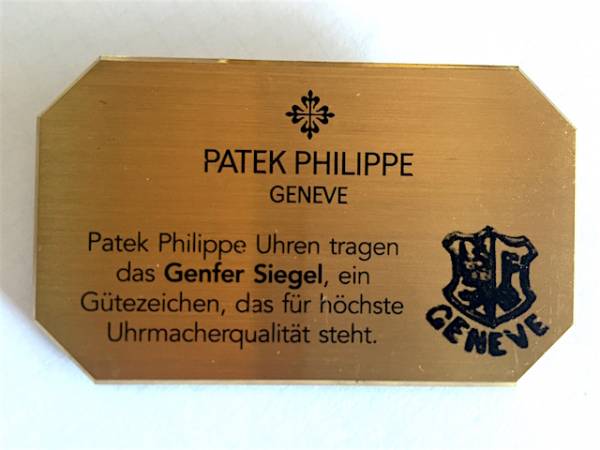 PATEK PHILIPPE
GENEVE
Patek Philippe Uhren tragen
das Genfer Siegel, ein
Gütezeichen, das für höchste
Uhrmacherqualität steht.
GENEVE